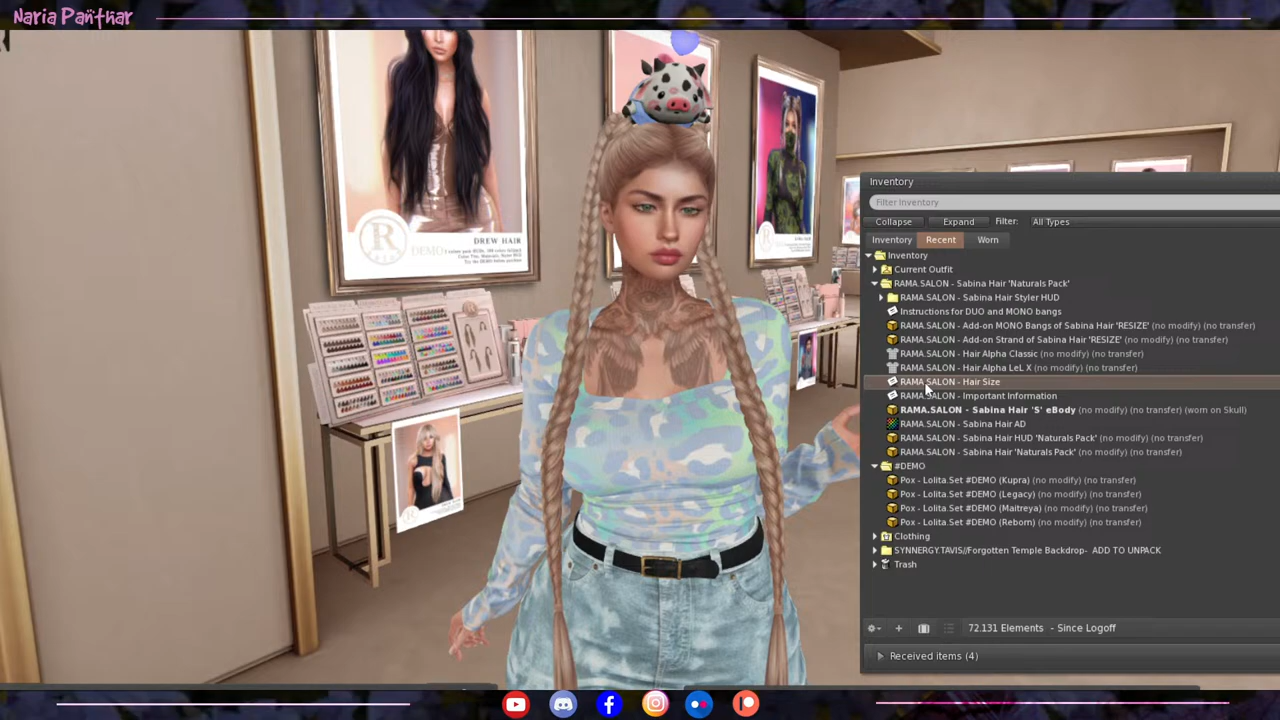 Naria Panthar
R
DEMO
DREW HAIR
R
Inventory
Filter Inventory
Collapse Expand Filter: All Types
Inventory Recent Worn
Inventory
Current Outfit
RAMA.SALON - Sabina Hair 'Naturals Pack'
RAMA.SALON - Sabina Hair Styler HUD
Instructions for DUO and MONO bangs
RAMA.SALON - Add-on MONO Bangs of Sabina Hair 'RESIZE' (no modify) (no transfer)
RAMA.SALON - Add-on Strand of Sabina Hair 'RESIZE' (no modify) (no transfer)
RAMA.SALON - Hair Alpha Classic (no modify) (no transfer)
RAMA.SALON - Hair Alpha LeL X (no modify) (no transfer)
RAMA.SALON - Hair Size
RAMA.SALON - Important Information
RAMA.SALON - Sabina Hair 'S' eBody (no modify) (no transfer) (worn on Skull)
RAMA.SALON - Sabina Hair AD
RAMA.SALON - Sabina Hair HUD 'Naturals Pack' (no modify) (no transfer)
RAMA.SALON - Sabina Hair 'Naturals Pack' (no modify) (no transfer)
#DEMO
Pox - Lolita.Set #DEMO (Kupra) (no modify) (no transfer)
Pox - Lolita.Set #DEMO (Legacy) (no modify) (no transfer)
Pox - Lolita.Set #DEMO (Maitreya) (no modify) (no transfer)
Pox - Lolita.Set #DEMO (Reborn) (no modify) (no transfer)
Clothing
SYNNERGY.TAVIS//Forgotten Temple Backdrop- ADD TO UNPACK
Trash
72.131 Elements - Since Logoff
Received items (4)